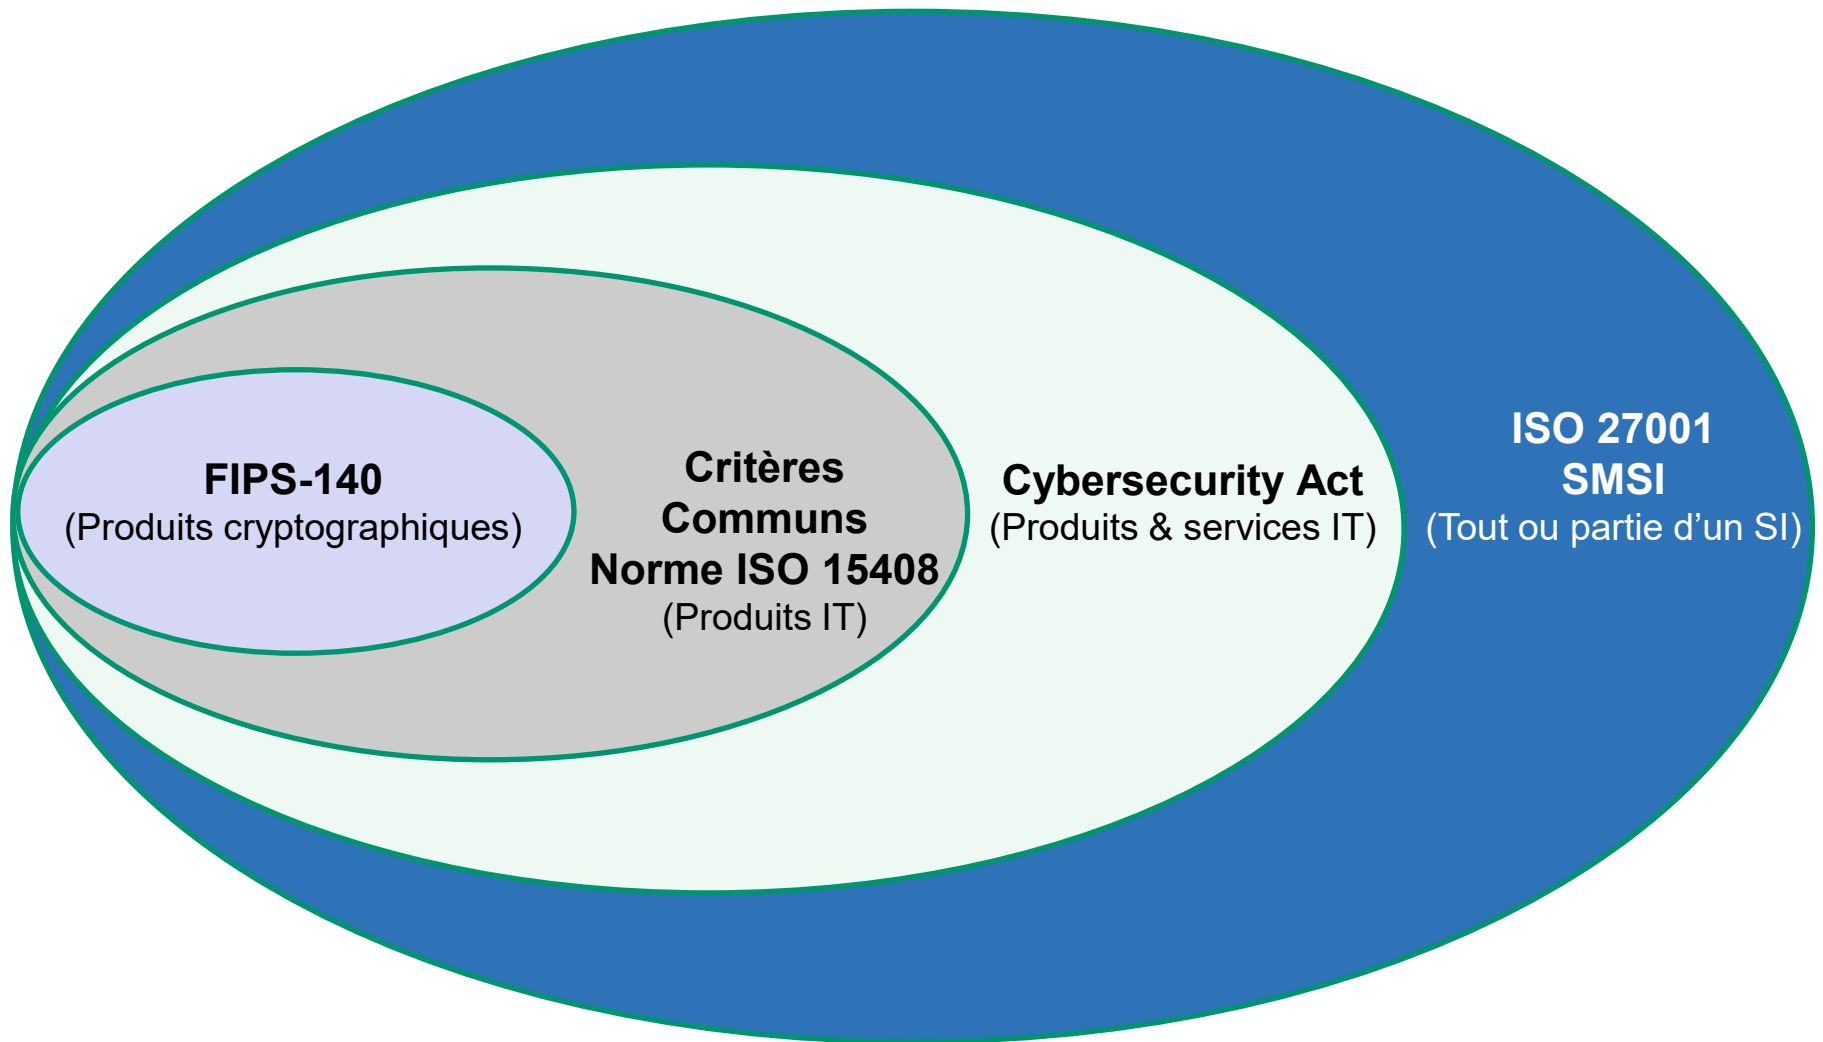 FIPS-140
(Produits cryptographiques)
Critères
Communs
Norme ISO 15408
(Produits IT)
Cybersecurity Act
(Produits & services IT)
ISO 27001
SMSI
(Tout ou partie d’un SI)